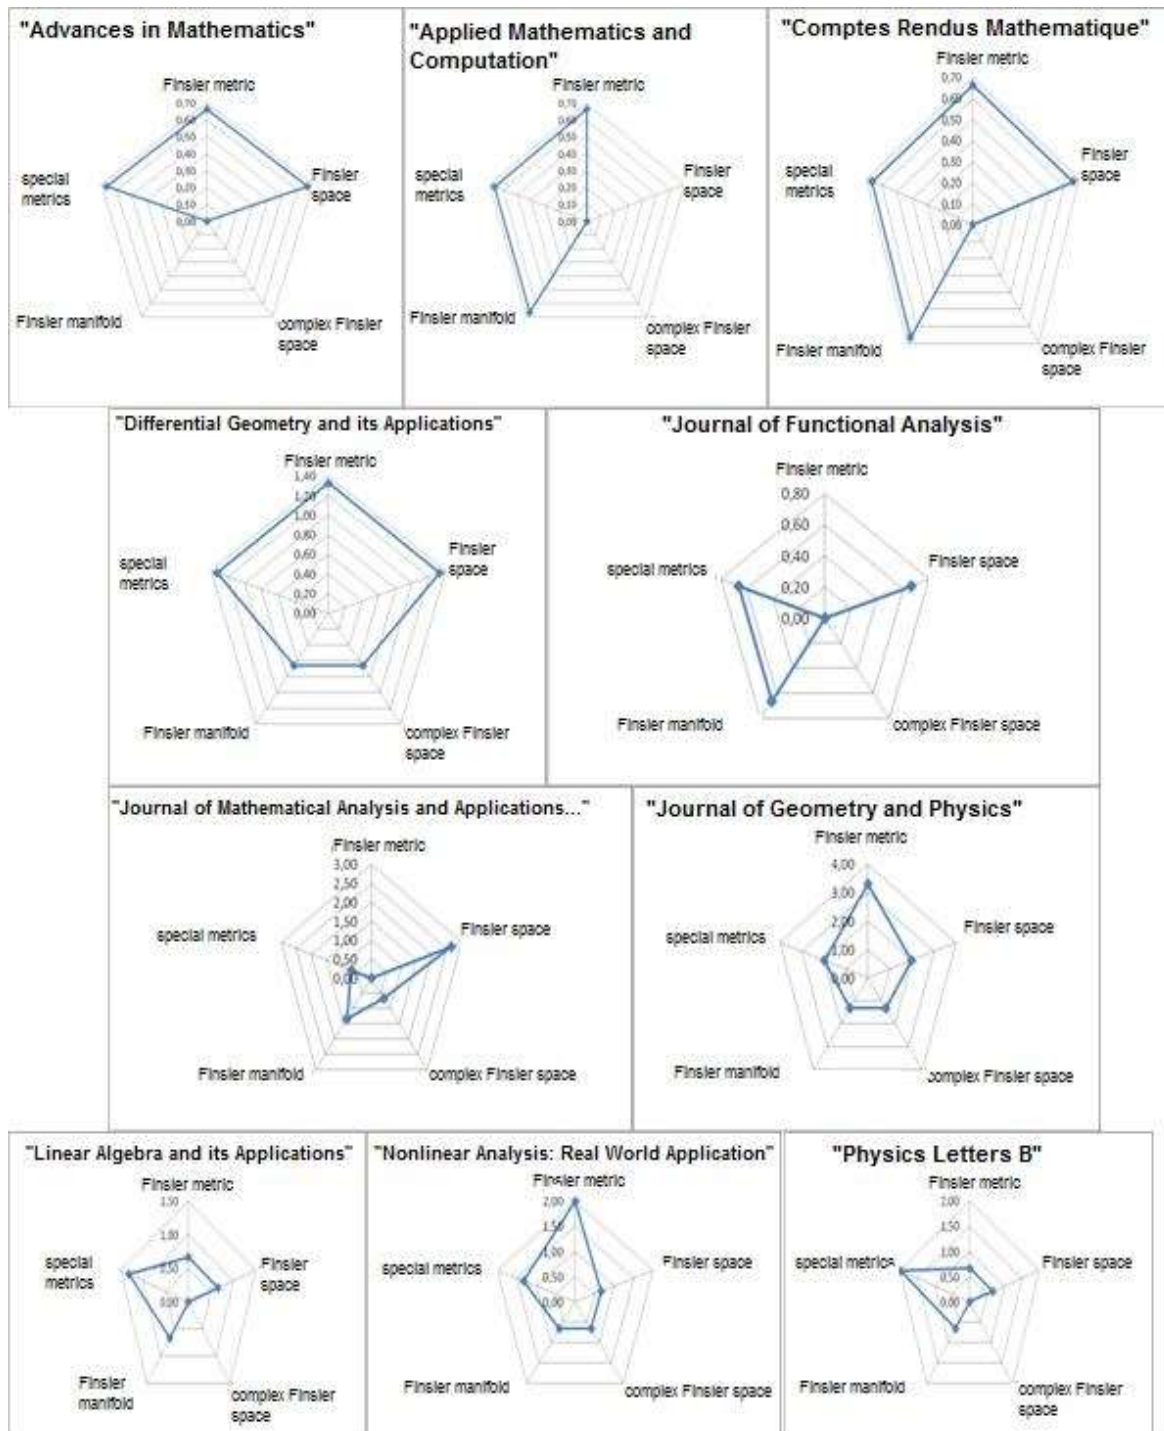 "Advances in Mathematics"
Finsler metric
0,70
0,60
0,50
0,40
0,30
0,20
0,10
0,00
Finsler
space
complex Finsler
space
Finsler manifold
special
metrics
"Applied Mathematics and
Computation"
Finsler metric
0,70
0,60
0,50
0,40
0,30
0,20
0,10
0,00
Finsler
space
complex Finsler
space
Finsler manifold
special
metrics
"Comptes Rendus Mathematique"
Finsler metric
0,70
0,60
0,50
0,40
0,30
0,20
0,10
0,00
Finsler
space
complex Finsler
space
Finsler manifold
special
metrics
"Differential Geometry and its Applications"
Finsler metric
1,40
1,20
1,00
0,80
0,60
0,40
0,20
0,00
Finsler
space
complex Finsler
space
Finsler manifold
special
metrics
"Journal of Functional Analysis"
Finsler metric
0,80
0,60
0,40
0,20
0,00
Finsler space
complex Finsler space
Finsler manifold
special metrics
"Journal of Mathematical Analysis and Applications..."
Finsler metric
3,00
2,50
2,00
1,50
1,00
0,50
0,00
Finsler space
complex Finsler space
Finsler manifold
special metrics
"Journal of Geometry and Physics"
Finsler metric
4,00
3,00
2,00
1,00
0,00
Finsler space
complex Finsler space
Finsler manifold
special metrics
"Linear Algebra and its Applications"
Finsler metric
1,50
1,00
0,50
0,00
Finsler
space
complex Finsler
space
Finsler
manifold
special
metrics
"Nonlinear Analysis: Real World Application"
Finsler metric
2,00
1,50
1,00
0,50
0,00
Finsler space
complex Finsler space
Finsler manifold
special metrics
"Physics Letters B"
Finsler metric
2,00
1,50
1,00
0,50
0,00
Finsler space
complex Finsler
space
Finsler manifold
special metrics